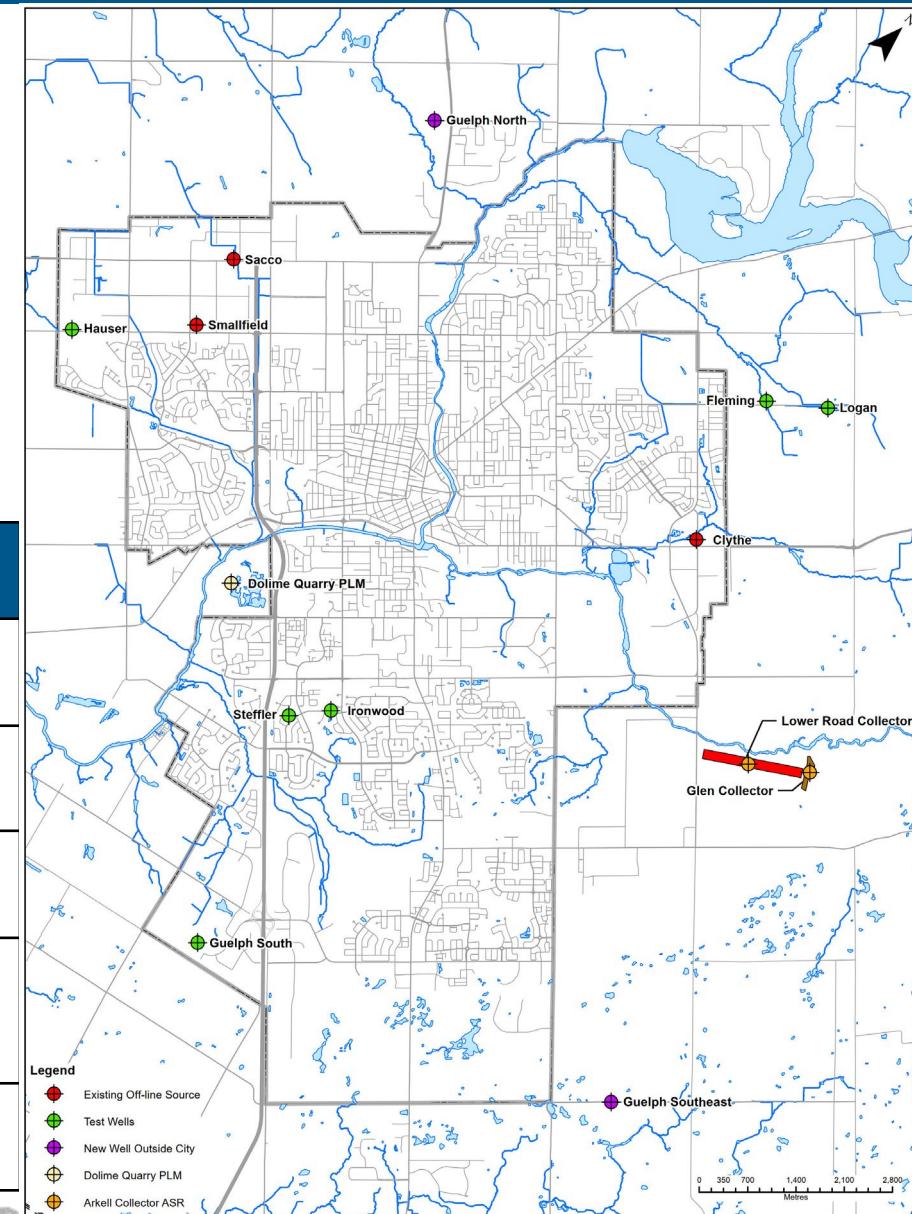 Guelph North
Sacco
Smallfield
Hauser
Fleming
Logan
Clythe
Dolime Quarry PLM
Steffler
Ironwood
Lower Road Collector
Glen Collector
Guelph South
Guelph Southeast
Legend
Existing Off-line Source
Test Wells
New Well Outside City
Dolime Quarry PLM
Arkell Collector ASR
0 350 700 1,400 2,100 2,800
Metres